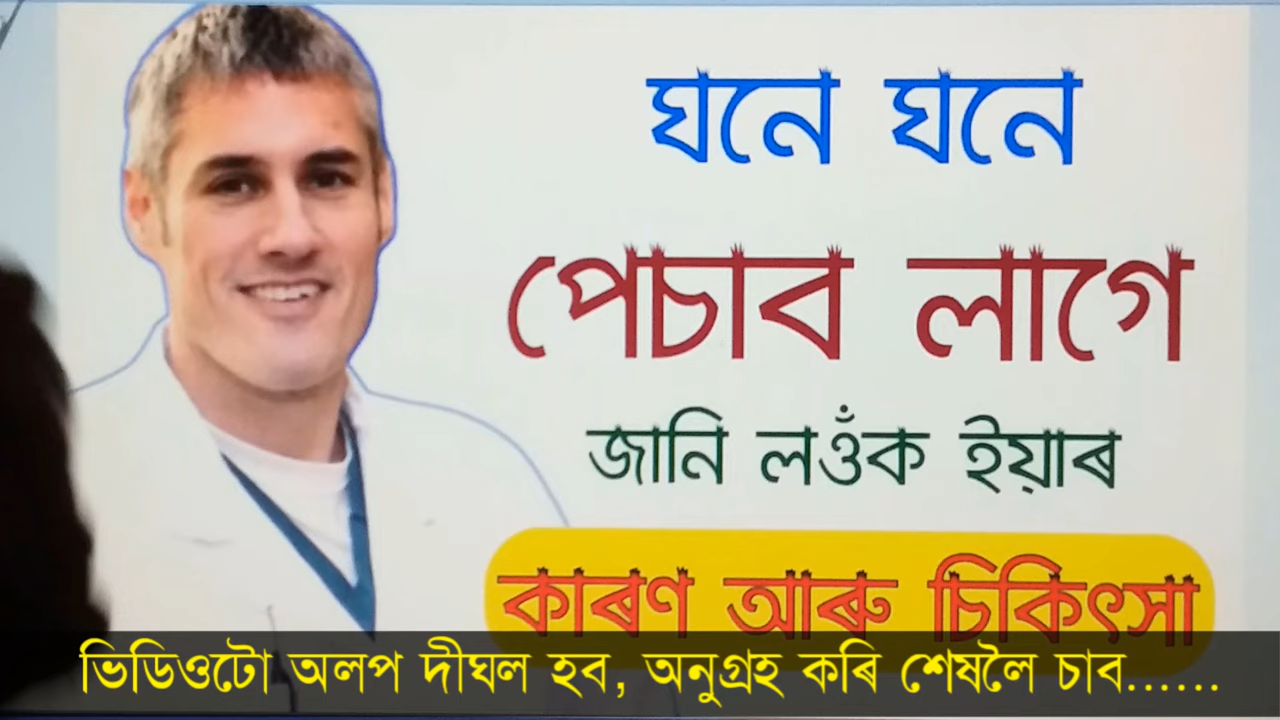 ঘনে ঘনে
পেচাব লাগে
জানি লওঁক ইয়াৰ
কাৰণ আৰু চিকিৎসা
ভিডিওটো অলপ দীঘল হব, অনুগ্ৰহ কৰি শেষলৈ চাব......